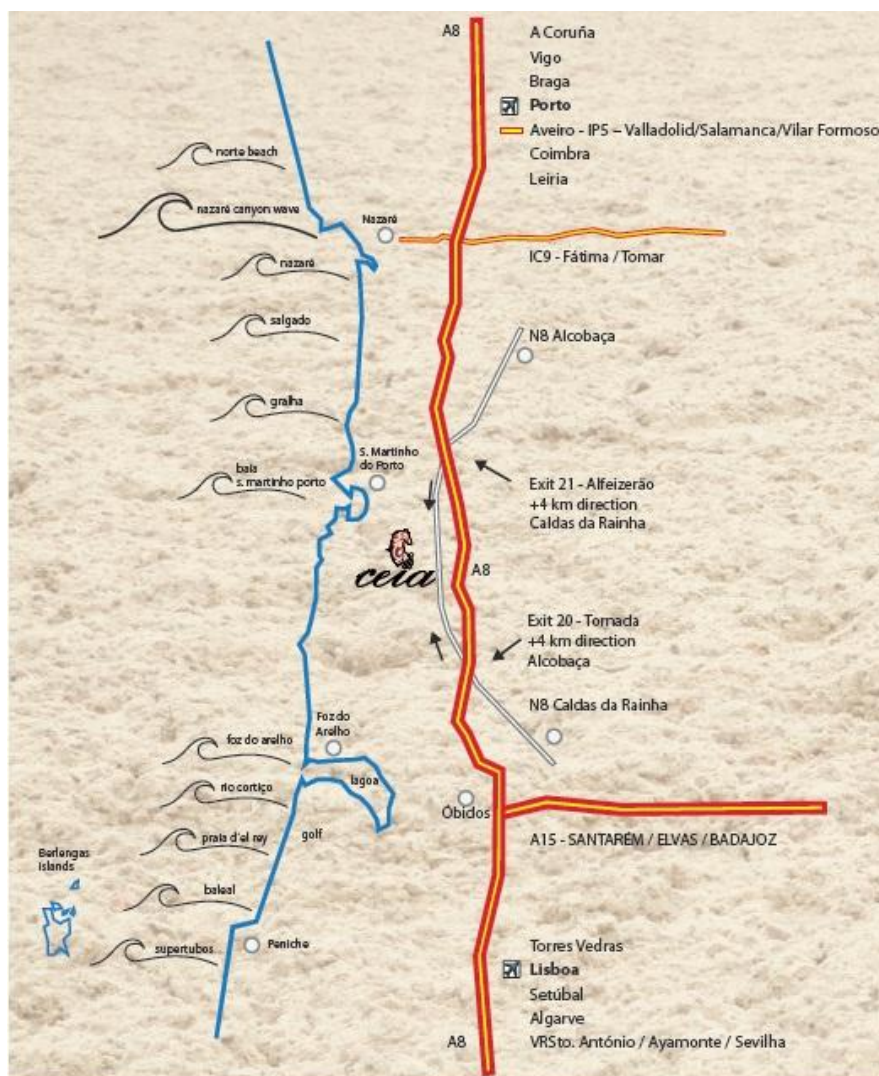 A8
A Coruña
Vigo
Braga
Porto
Aveiro - IP5 – Valladolid/Salamanca/Vilar Formoso
Coimbra
Leiria
norte beach
nazaré canyon wave
Nazaré
IC9 - Fátima / Tomar
nazaré
salgado
N8 Alcobaça
gralha
S. Martinho
do Porto
baía
s. martinho porto
Exit 21 - Alfeizerão
+4 km direction
Caldas da Rainha
ceia
A8
Exit 20 - Tornada
+4 km direction
Alcobaça
N8 Caldas da Rainha
Foz do
Arelho
foz do arelho
lagoa
rio cortiço
Óbidos
golf
praia d'el rey
A15 - SANTARÉM / ELVAS / BADAJOZ
Berlengas
islands
baleal
Peniche
supertubos
Torres Vedras
Lisboa
Setúbal
Algarve
A8
VRSto. António / Ayamonte / Sevilha